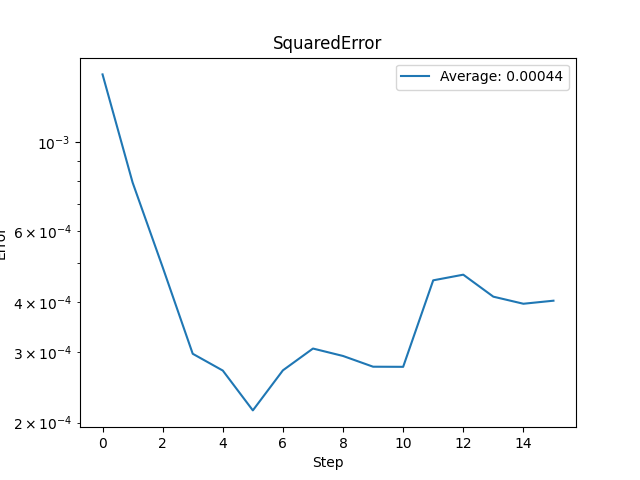 SquaredError
Average: 0.00044
10⁻³
6 × 10⁻⁴
4 × 10⁻⁴
3 × 10⁻⁴
2 × 10⁻⁴
Error
0 2 4 6 8 10 12 14
Step